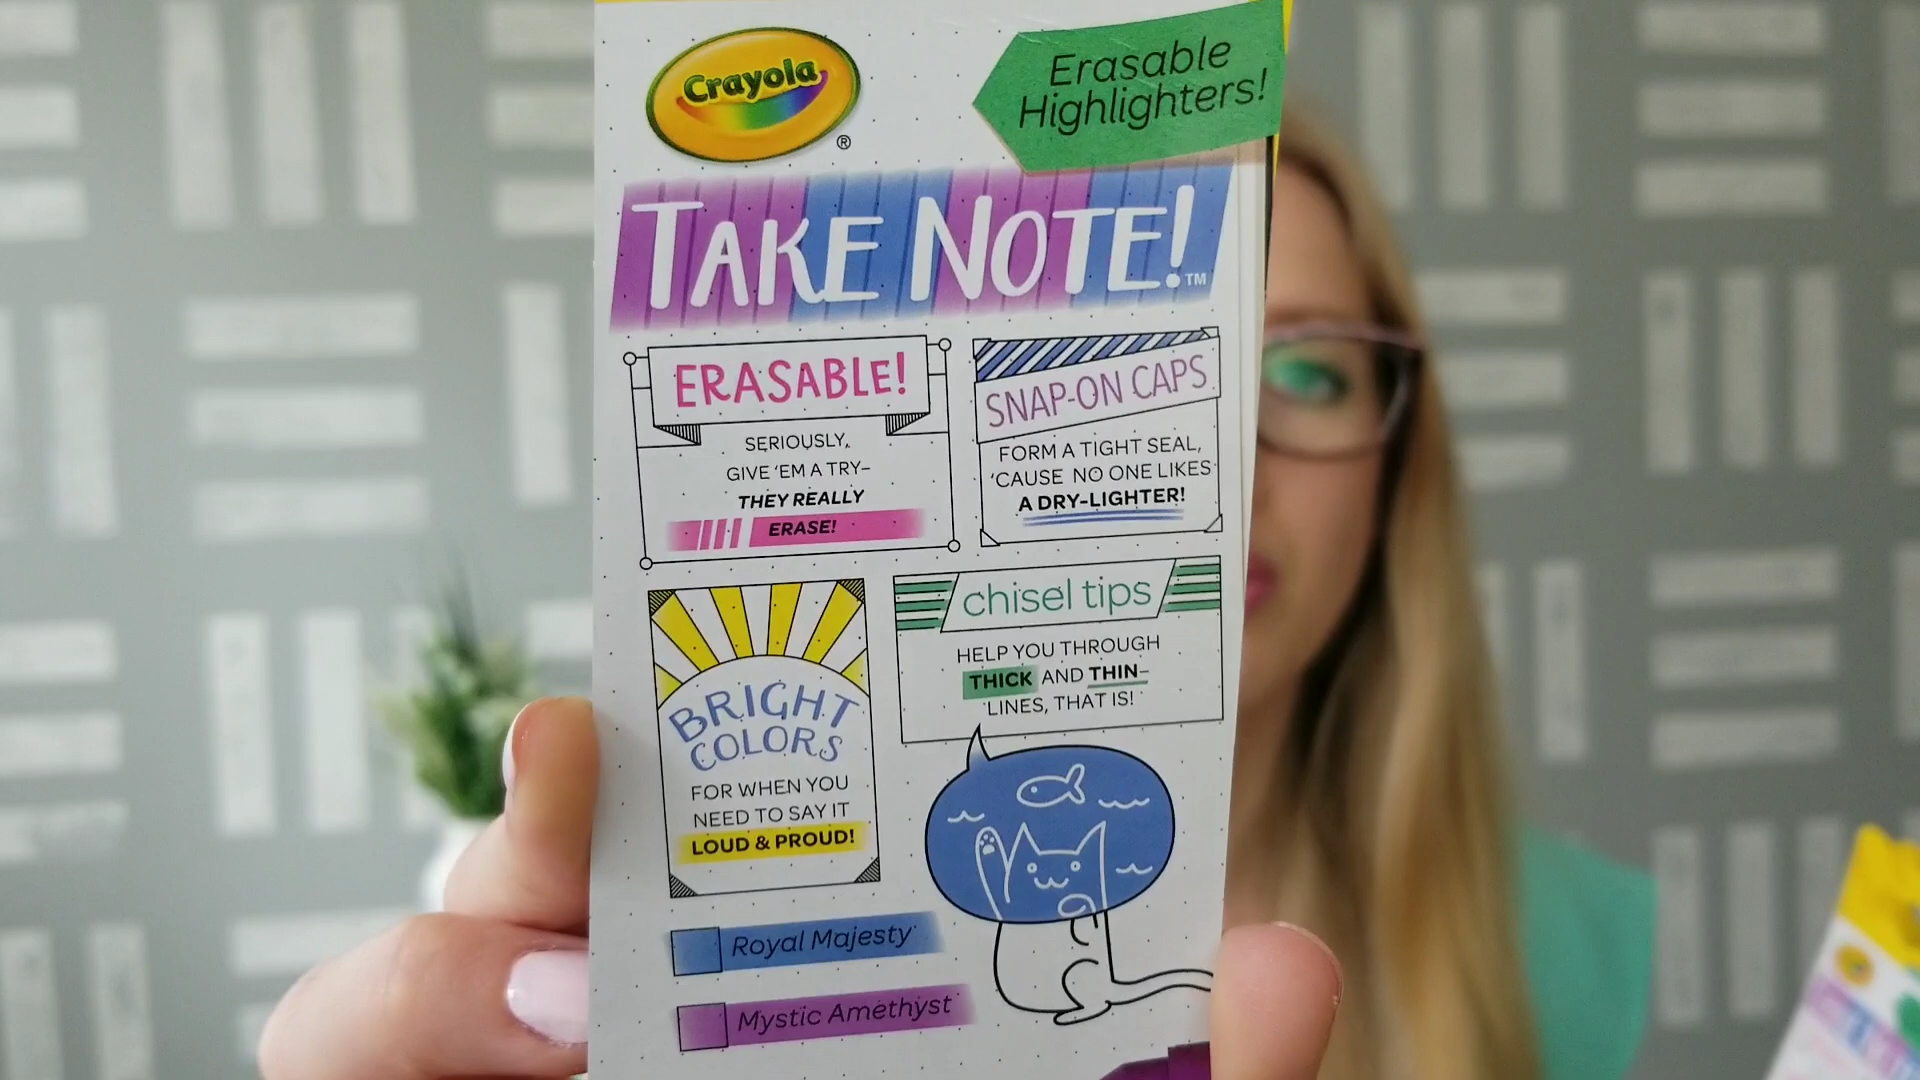 Crayola
®
Erasable
Highlighters!
TAKE NOTE!™
ERASABLE!
SERIOUSLY,
GIVE 'EM A TRY–
THEY REALLY
ERASE!
SNAP-ON CAPS
FORM A TIGHT SEAL,
'CAUSE NO ONE LIKES
A DRY-LIGHTER!
BRIGHT
COLORS
FOR WHEN YOU
NEED TO SAY IT
LOUD & PROUD!
chisel tips
HELP YOU THROUGH
THICK AND THIN–
LINES, THAT IS!
Royal Majesty
Mystic Amethyst